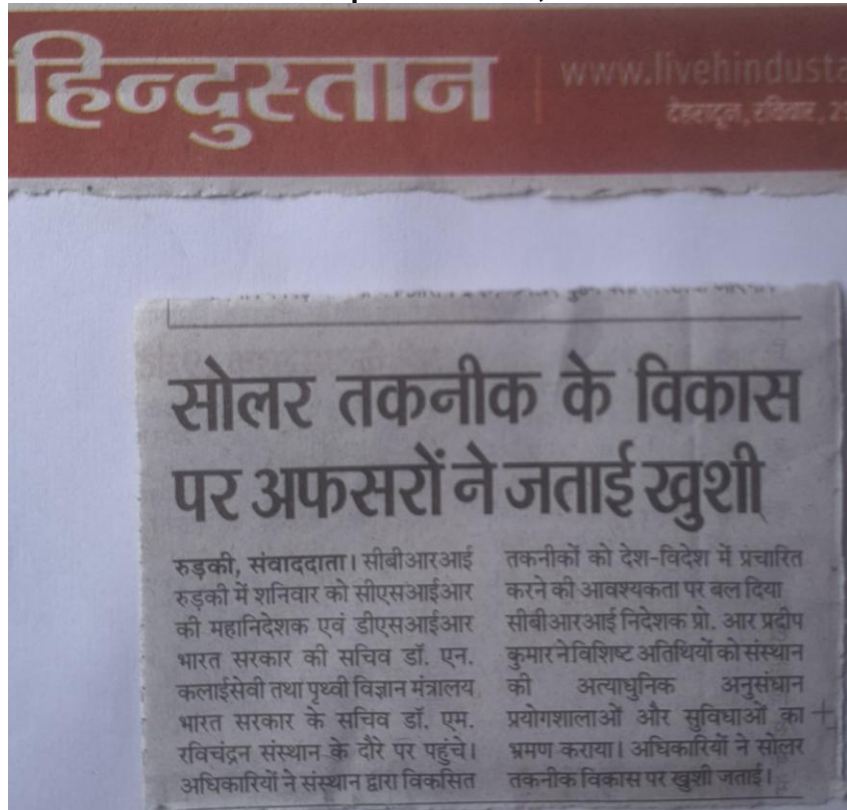 हिन्दुस्तान
www.livehindusta
देहरादून, रविवार, 2
सोलर तकनीक के विकास
पर अफसरों ने जताई खुशी
रुड़की, संवाददाता। सीबीआरआई
रुड़की में शनिवार को सीएसआईआर
की महानिदेशक एवं डीएसआईआर
भारत सरकार की सचिव डॉ. एन.
कलाईसेवी तथा पृथ्वी विज्ञान मंत्रालय
भारत सरकार के सचिव डॉ. एम.
रविचंद्रन संस्थान के दौरे पर पहुंचे।
अधिकारियों ने संस्थान द्वारा विकसित
तकनीकों को देश-विदेश में प्रचारित
करने की आवश्यकता पर बल दिया
सीबीआरआई निदेशक प्रो. आर प्रदीप
कुमार ने विशिष्ट अतिथियों को संस्थान
की अत्याधुनिक अनुसंधान
प्रयोगशालाओं और सुविधाओं का
भ्रमण कराया। अधिकारियों ने सोलर
तकनीक विकास पर खुशी जताई।